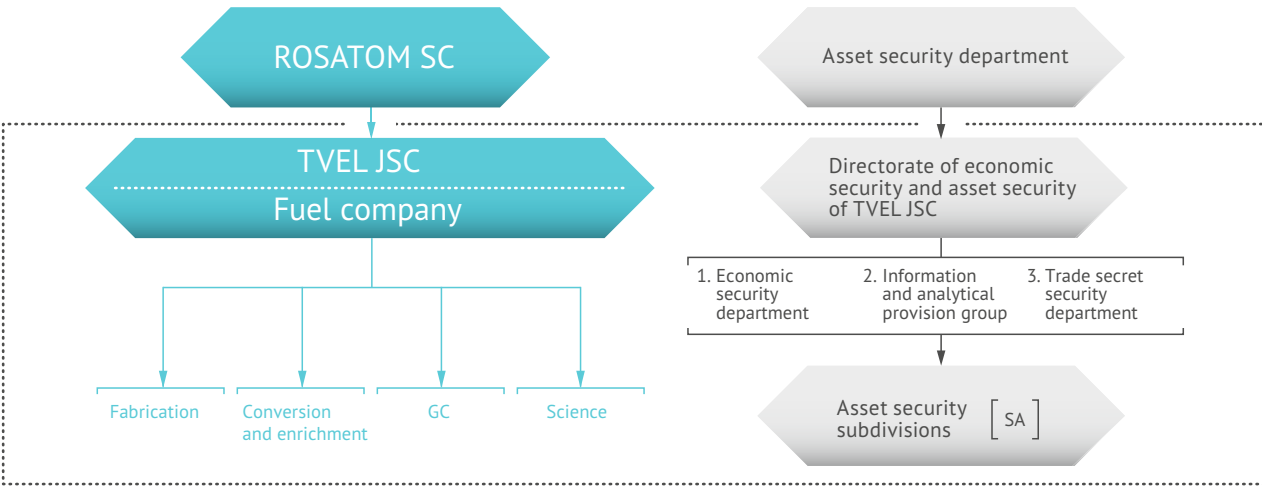 ROSATOM SC
Asset security department
TVEL JSC
Fuel company
Directorate of economic
security and asset security
of TVEL JSC
1. Economic
security
department
2. Information
and analytical
provision group
3. Trade secret
security
department
Fabrication
Conversion
and enrichment
GC
Science
Asset security
subdivisions
[SA]